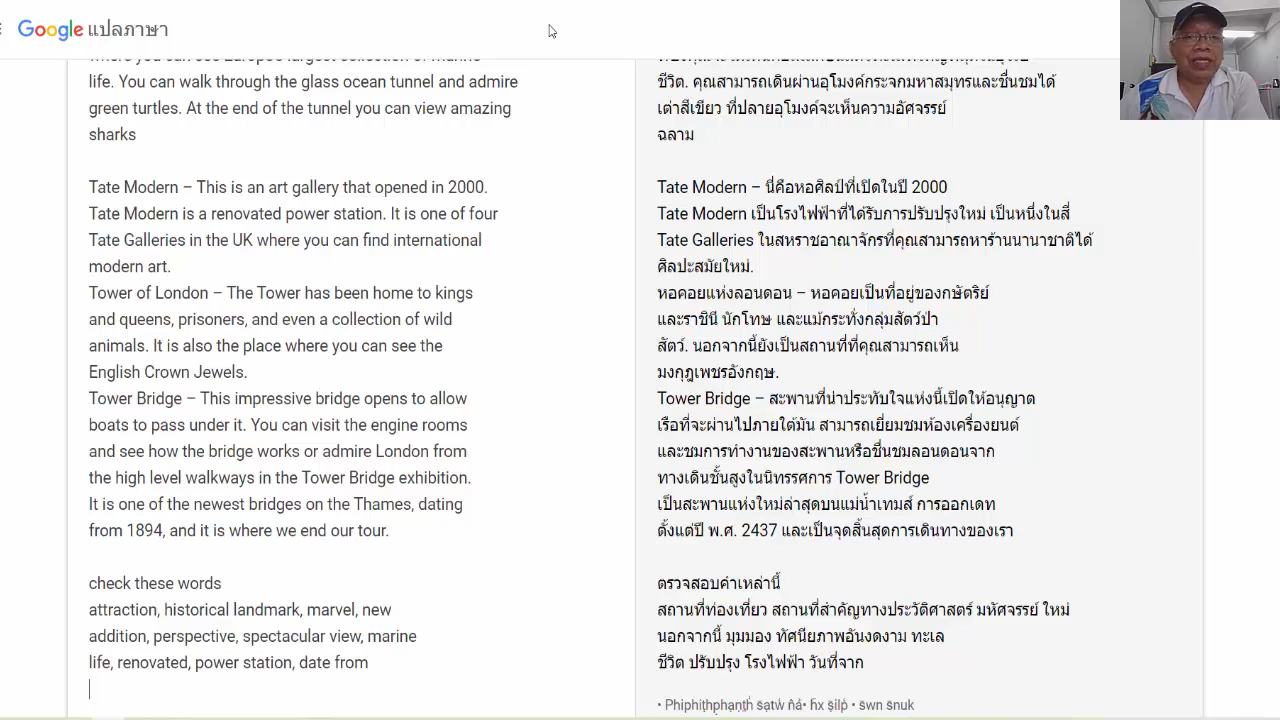 Google แปลภาษา
where you can see Europe's largest collection of marine
life. You can walk through the glass ocean tunnel and admire
green turtles. At the end of the tunnel you can view amazing
sharks
Tate Modern – This is an art gallery that opened in 2000.
Tate Modern is a renovated power station. It is one of four
Tate Galleries in the UK where you can find international
modern art.
Tower of London – The Tower has been home to kings
and queens, prisoners, and even a collection of wild
animals. It is also the place where you can see the
English Crown Jewels.
Tower Bridge – This impressive bridge opens to allow
boats to pass under it. You can visit the engine rooms
and see how the bridge works or admire London from
the high level walkways in the Tower Bridge exhibition.
It is one of the newest bridges on the Thames, dating
from 1894, and it is where we end our tour.
check these words
attraction, historical landmark, marvel, new
addition, perspective, spectacular view, marine
life, renovated, power station, date from
ชีวิต. คุณสามารถเดินผ่านอุโมงค์กระจกมหาสมุทรและชื่นชมได้
เต่าสีเขียว ที่ปลายอุโมงค์จะเห็นความอัศจรรย์
ฉลาม
Tate Modern – นี่คือหอศิลป์ที่เปิดในปี 2000
Tate Modern เป็นโรงไฟฟ้าที่ได้รับการปรับปรุงใหม่ เป็นหนึ่งในสี่
Tate Galleries ในสหราชอาณาจักรที่คุณสามารถหาร้านนานาชาติได้
ศิลปะสมัยใหม่.
หอคอยแห่งลอนดอน – หอคอยเป็นที่อยู่ของกษัตริย์
และราชินี นักโทษ และแม้กระทั่งกลุ่มสัตว์ป่า
สัตว์. นอกจากนี้ยังเป็นสถานที่ที่คุณสามารถเห็น
มงกุฎเพชรอังกฤษ.
Tower Bridge – สะพานที่น่าประทับใจแห่งนี้เปิดให้อนุญาต
เรือที่จะผ่านไปภายใต้มัน สามารถเยี่ยมชมห้องเครื่องยนต์
และชมการทำงานของสะพานหรือชื่นชมลอนดอนจาก
ทางเดินชั้นสูงในนิทรรศการ Tower Bridge
เป็นสะพานแห่งใหม่ล่าสุดบนแม่น้ำเทมส์ การออกเดท
ตั้งแต่ปี พ.ศ. 2437 และเป็นจุดสิ้นสุดการเดินทางของเรา
ตรวจสอบคำเหล่านี้
สถานที่ท่องเที่ยว สถานที่สำคัญทางประวัติศาสตร์ มหัศจรรย์ ใหม่
นอกจากนี้ มุมมอง ทัศนียภาพอันงดงาม ทะเล
ชีวิต ปรับปรุง โรงไฟฟ้า วันที่จาก